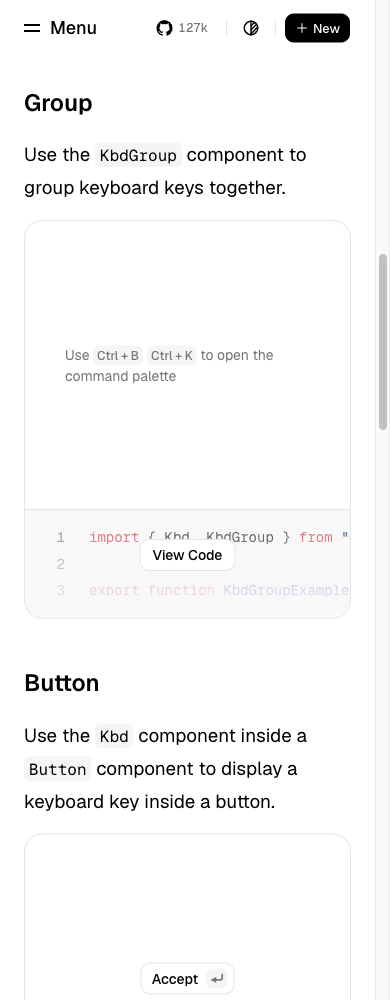 Menu 127k + New
Group
Use the KbdGroup component to
group keyboard keys together.
Use Ctrl + B Ctrl + K to open the
command palette
1 import { Kbd, KbdGroup } from "
2
View Code
3 export function KbdGroupExample
Button
Use the Kbd component inside a
Button component to display a
keyboard key inside a button.
Accept